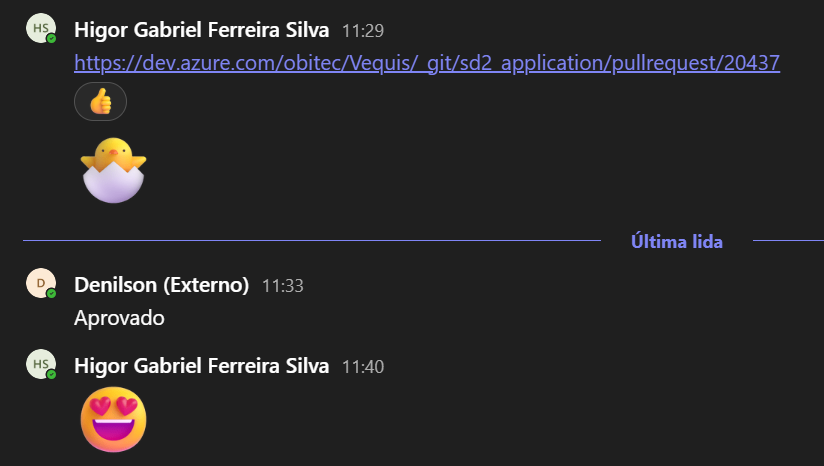 HS
Higor Gabriel Ferreira Silva 11:29
https://dev.azure.com/obitec/Vequis/_git/sd2_application/pullrequest/20437
Última lida
D
Denilson (Externo) 11:33
Aprovado
HS
Higor Gabriel Ferreira Silva 11:40